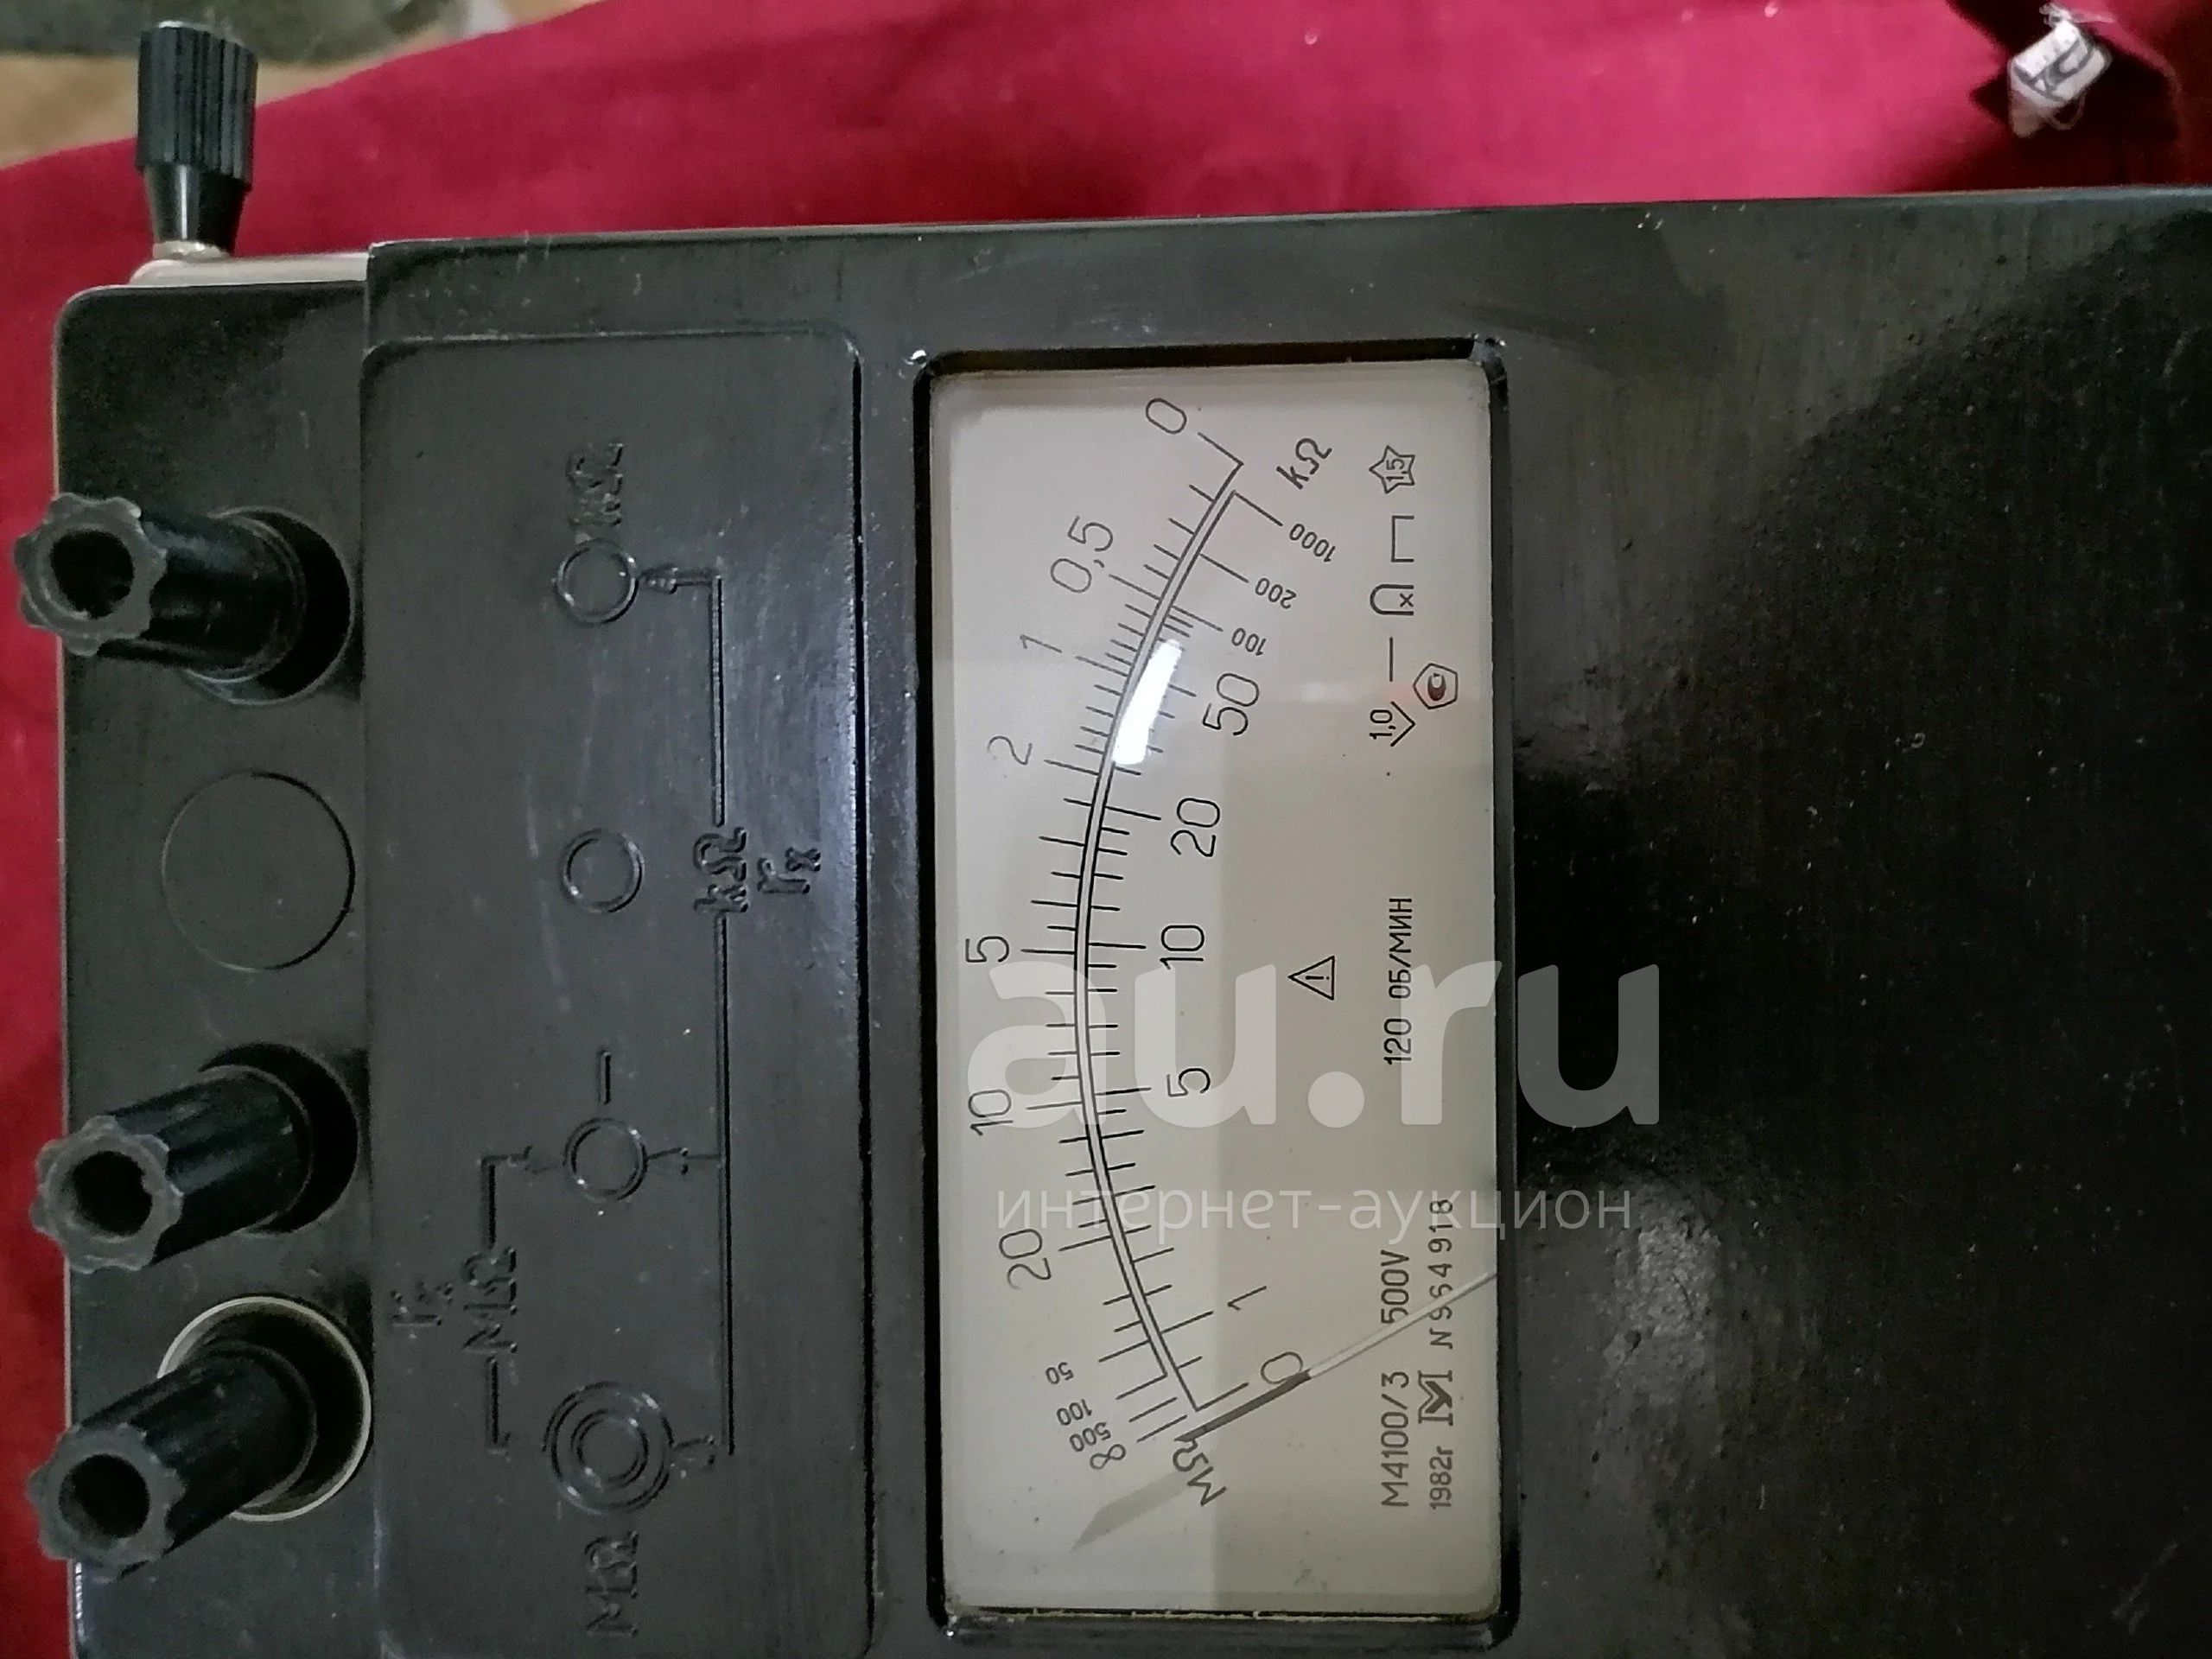 MΩ
rx
MΩ
kΩ
rx
kΩ
∞ 500 100 50 20 10 5 2 1 0,5 0
MΩ
kΩ
0 1 5 10 20 50 100 200 1000
М4100/3 500V 120 ОБ/МИН 1,0 1,5
1982г N 964918
au.ru
интернет-аукцион